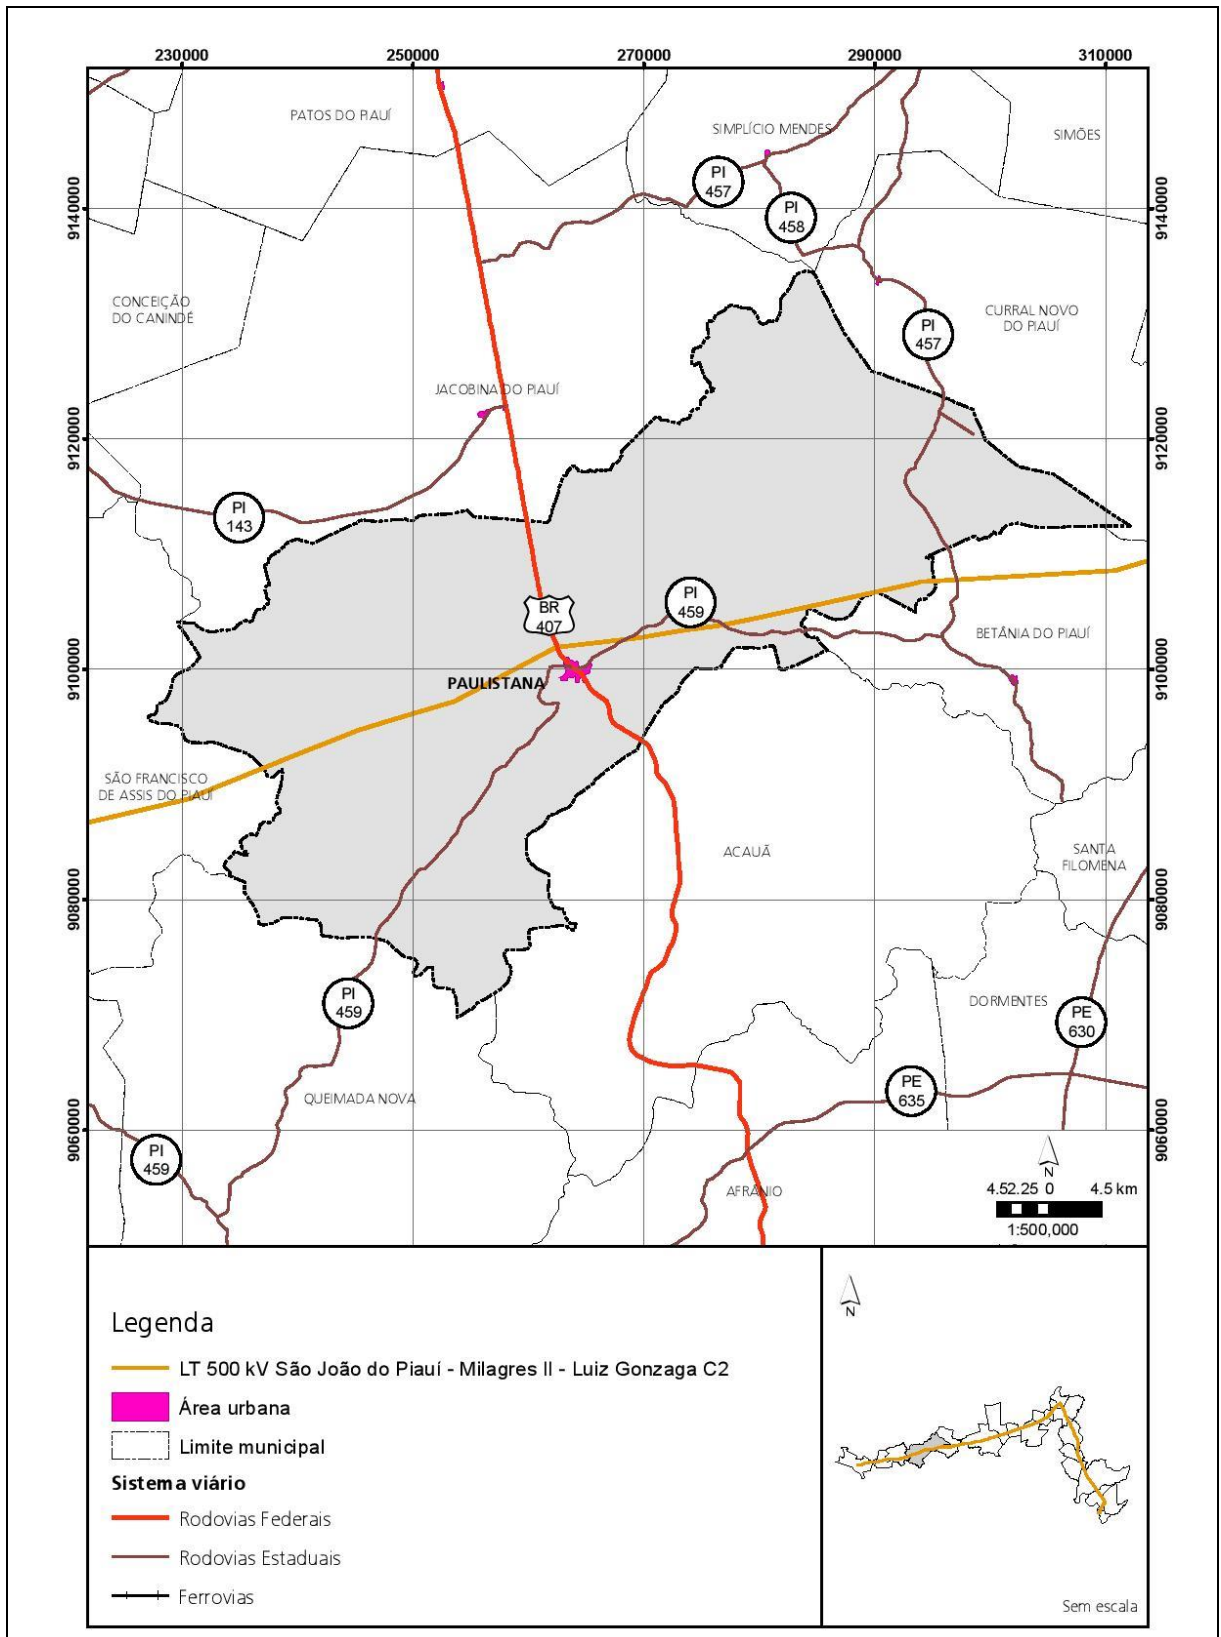 230000 250000 270000 290000 310000
PATOS DO PIAUÍ
SIMPLÍCIO MENDES
SIMÕES
PI
457
PI
458
9140000
9140000
CONCEIÇÃO
DO CANINDÉ
CURRAL NOVO
DO PIAUÍ
PI
457
JACOBINA DO PIAUÍ
9120000
9120000
PI
143
PI
459
BR
407
BETÂNIA DO PIAUÍ
9100000
9100000
PAULISTANA
SÃO FRANCISCO
DE ASSIS DO PIAUÍ
ACAUÃ
SANTA
FILOMENA
9080000
9080000
PI
459
DORMENTES
PE
630
PE
635
QUEIMADA NOVA
9060000
9060000
PI
459
AFRÂNIO
N
4.52.25 0 4.5 km
1:500,000
Legenda
LT 500 kV São João do Piauí - Milagres II - Luiz Gonzaga C2
Área urbana
Limite municipal
Sistema viário
Rodovias Federais
Rodovias Estaduais
Ferrovias
N
Sem escala